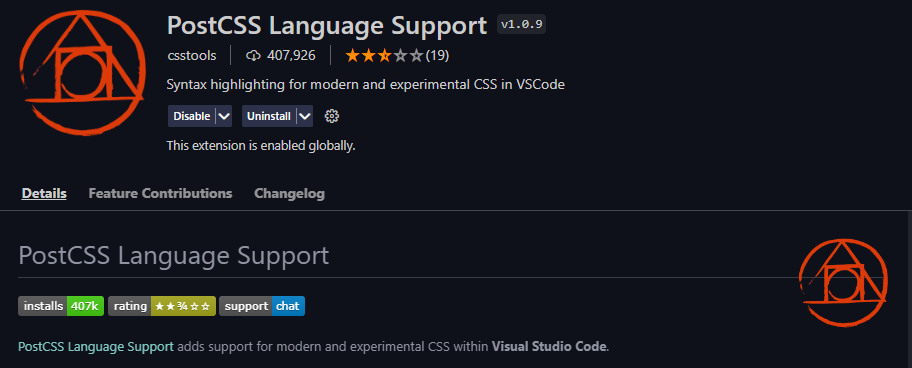 PostCSS Language Support v1.0.9
csstools 407,926 (19)
Syntax highlighting for modern and experimental CSS in VSCode
Disable Uninstall
This extension is enabled globally.
Details Feature Contributions Changelog
PostCSS Language Support
installs 407k rating ★★¾☆☆ support chat
PostCSS Language Support adds support for modern and experimental CSS within Visual Studio Code.